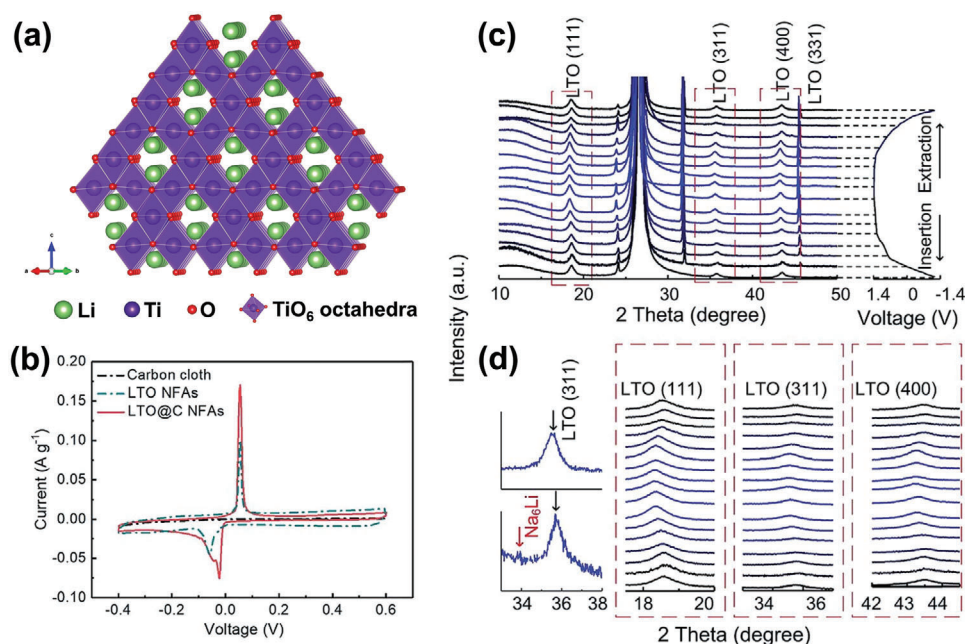 (a)
c
a
b
Li
Ti
O
TiO₆ octahedra
(b)
0.20
0.15
0.10
0.05
0.00
-0.05
-0.10
Current (A g⁻¹)
Carbon cloth
LTO NFAs
LTO@C NFAs
-0.4
-0.2
0.0
0.2
0.4
0.6
Voltage (V)
(c)
LTO (111)
LTO (311)
LTO (400)
LTO (331)
Insertion
Extraction
10
20
30
40
50
1.4
0
-1.4
2 Theta (degree)
Voltage (V)
Intensity (a.u.)
(d)
LTO (311)
Na₆Li
33
36
38
LTO (111)
LTO (311)
LTO (400)
18
20
34
36
42
43
44
2 Theta (degree)